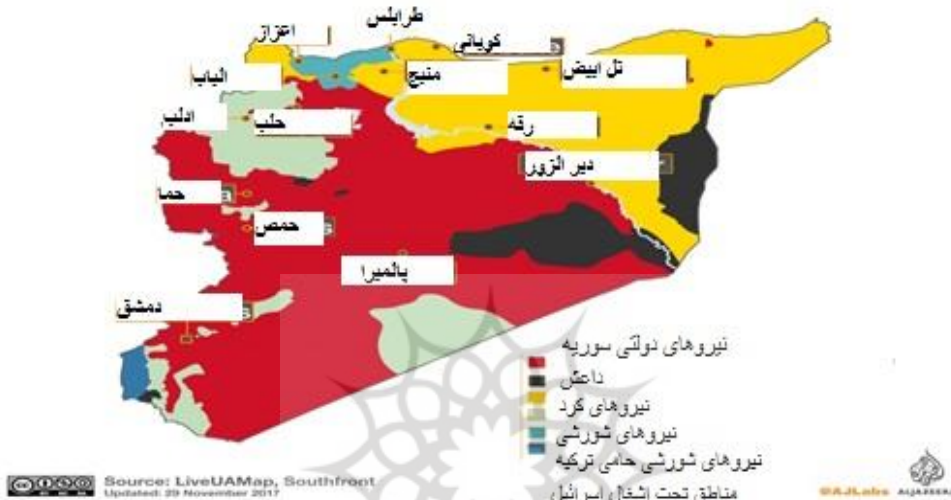 طرابلس
اعزاز
کوبانی
الباب
منبج
تل ابیض
ادلب
حلب
رقه
دیر الزور
حما
حمص
پالمیرا
دمشق
نیروهای دولتی سوریه
داعش
نیروهای کرد
نیروهای شورشی
نیروهای شورشی حامی ترکیه
مناطق تحت اشغال اسرائیل
Source: LiveUAMap, Southfront
Updated: 29 November 2017
@AJLabs ALJAZEERA